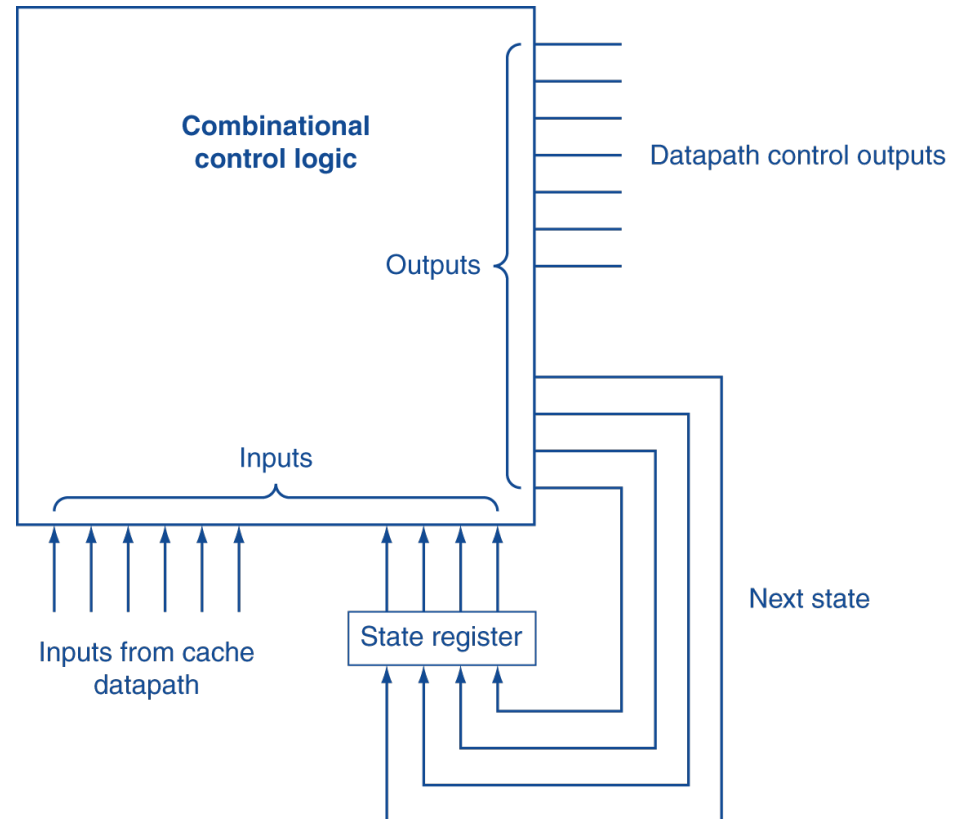 Combinational
control logic
Datapath control outputs
Outputs
Inputs
Next state
State register
Inputs from cache
datapath